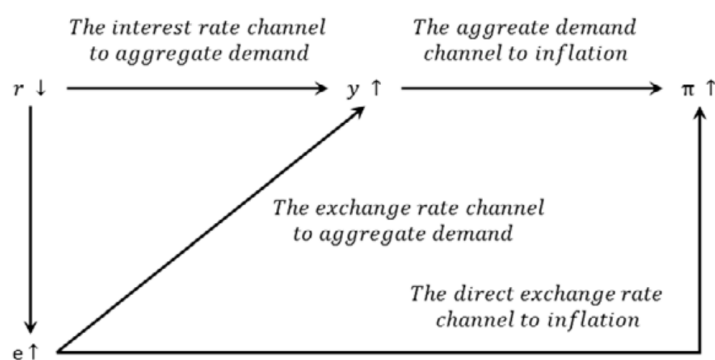 The interest rate channel
to aggregate demand
The aggreate demand
channel to inflation
r ↓
y ↑
π ↑
The exchange rate channel
to aggregate demand
The direct exchange rate
channel to inflation
e↑